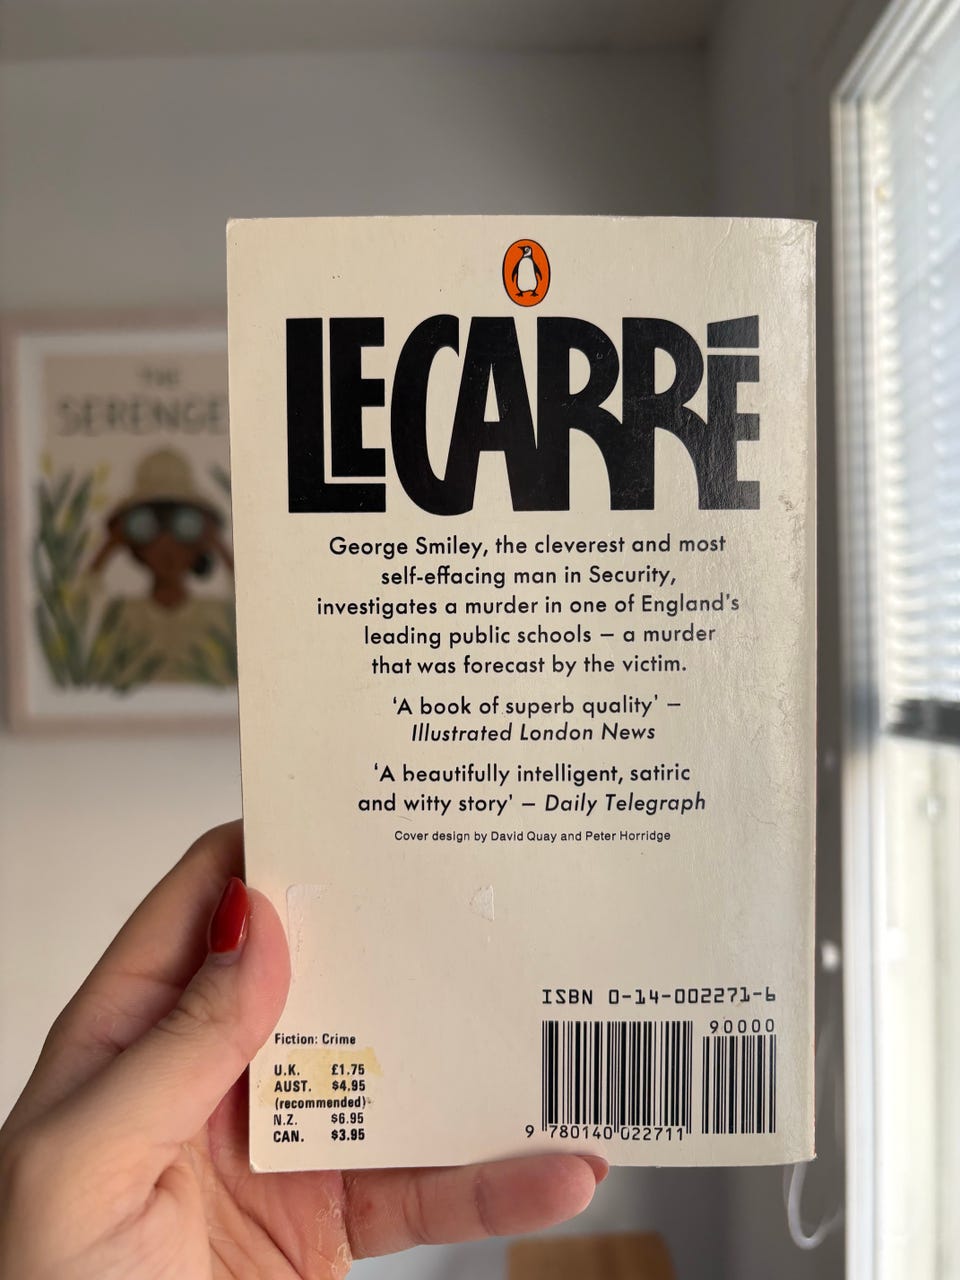 THE
SERENGE
LE CARRÉ
George Smiley, the cleverest and most
self-effacing man in Security,
investigates a murder in one of England's
leading public schools – a murder
that was forecast by the victim.
'A book of superb quality' –
Illustrated London News
'A beautifully intelligent, satiric
and witty story' – Daily Telegraph
Cover design by David Quay and Peter Horridge
ISBN 0-14-002271-6
90000
9 780140 022711
Fiction: Crime
U.K. £1.75
AUST. $4.95
(recommended)
N.Z. $6.95
CAN. $3.95